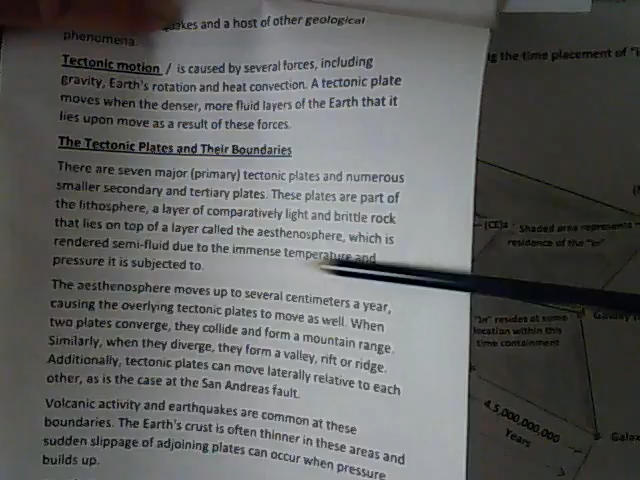 quakes and a host of other geological
phenomena.
Tectonic motion / is caused by several forces, including
gravity, Earth's rotation and heat convection. A tectonic plate
moves when the denser, more fluid layers of the Earth that it
lies upon move as a result of these forces.
The Tectonic Plates and Their Boundaries
There are seven major (primary) tectonic plates and numerous
smaller secondary and tertiary plates. These plates are part of
the lithosphere, a layer of comparatively light and brittle rock
that lies on top of a layer called the aesthenosphere, which is
rendered semi-fluid due to the immense temperature and
pressure it is subjected to.
The aesthenosphere moves up to several centimeters a year,
causing the overlying tectonic plates to move as well. When
two plates converge, they collide and form a mountain range.
Similarly, when they diverge, they form a valley, rift or ridge.
Additionally, tectonic plates can move laterally relative to each
other, as is the case at the San Andreas fault.
Volcanic activity and earthquakes are common at these
boundaries. The Earth's crust is often thinner in these areas and
sudden slippage of adjoining plates can occur when pressure
builds up.
the time placement of
(CE)a
Shaded area represents
residence of the
resides at some
location within this
time containment
4.5,000,000,000
Years